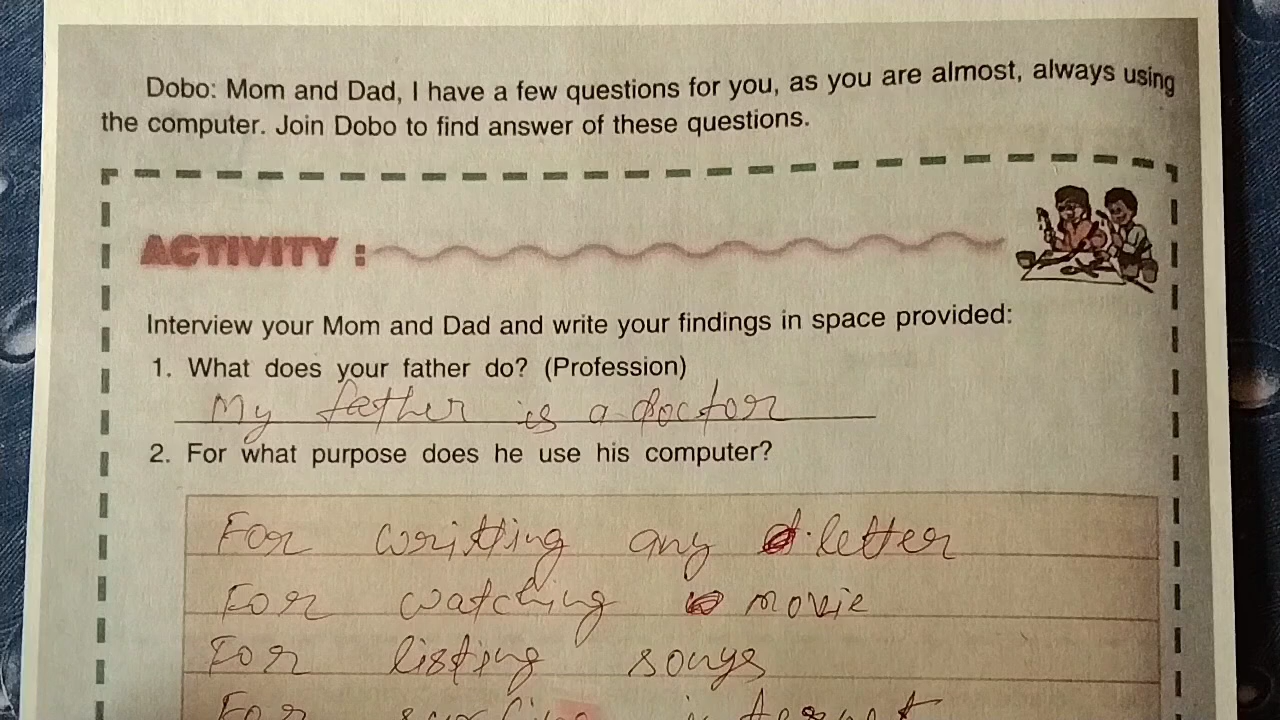 Dobo: Mom and Dad, I have a few questions for you, as you are almost, always using
the computer. Join Dobo to find answer of these questions.
ACTIVITY :
Interview your Mom and Dad and write your findings in space provided:
1. What does your father do? (Profession)
My father is a doctor
2. For what purpose does he use his computer?
For writting any letter
For watching movie
For listing songs
For surfing internet